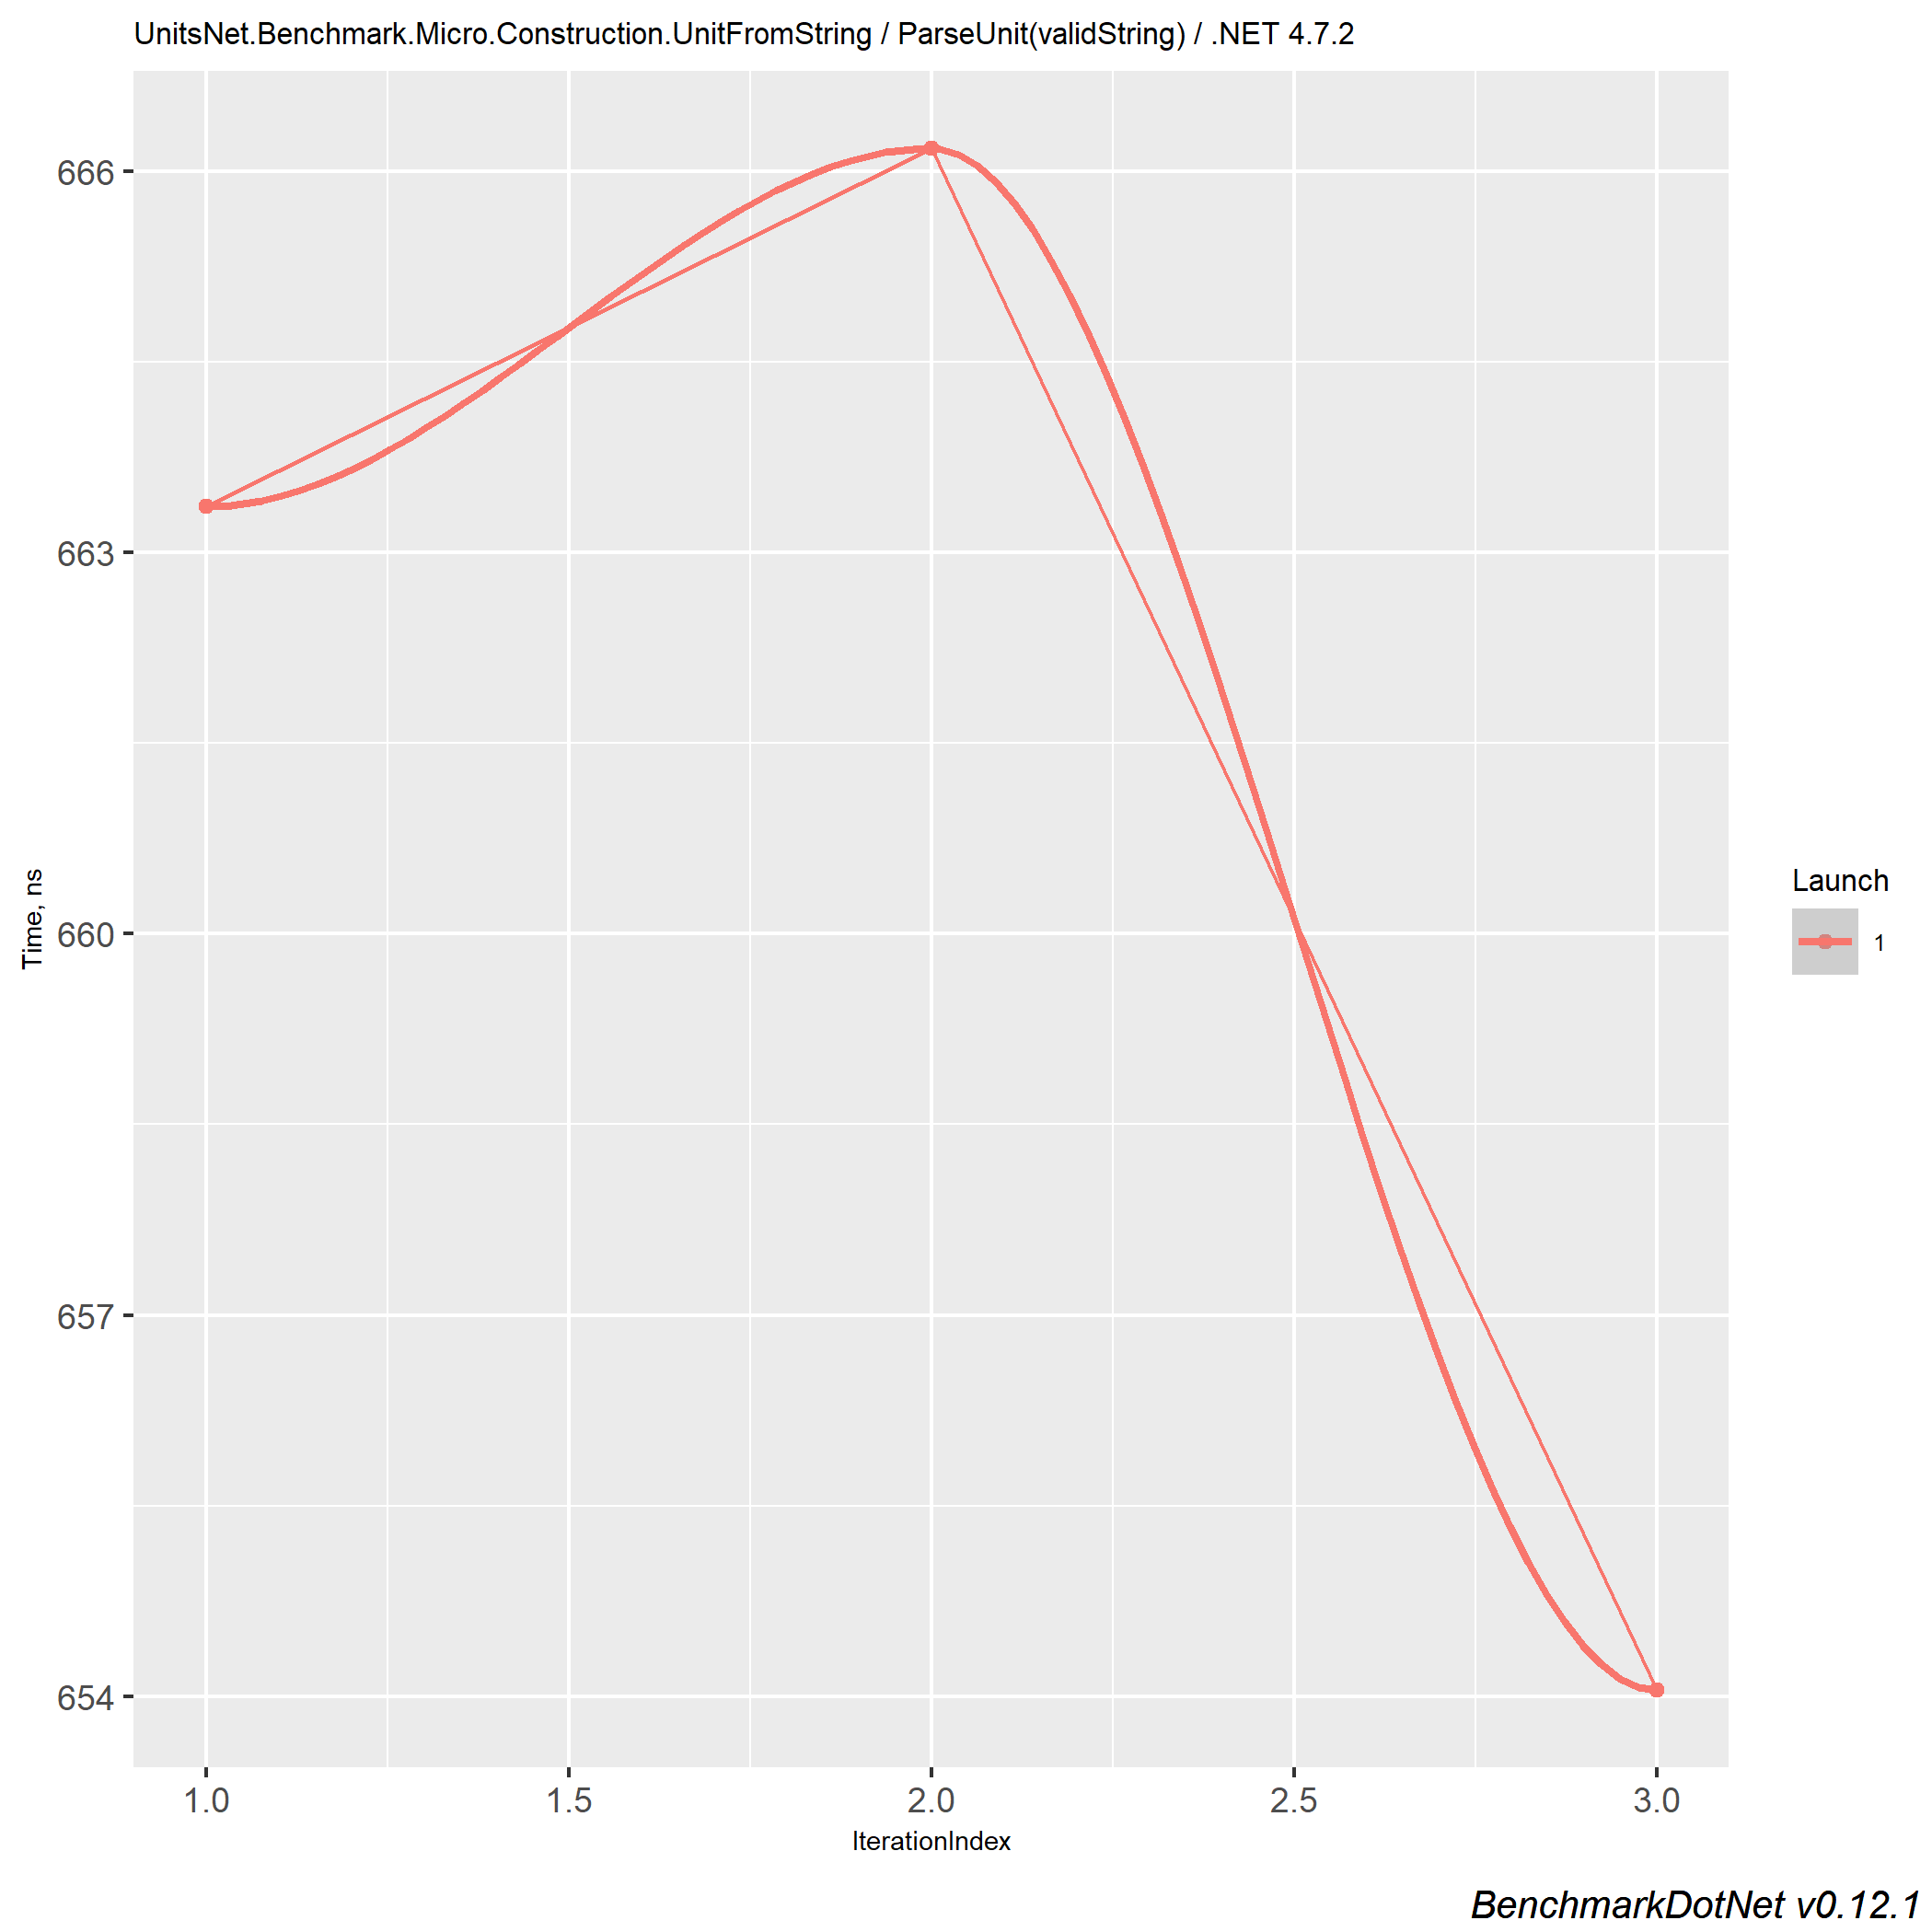 UnitsNet.Benchmark.Micro.Construction.UnitFromString / ParseUnit(validString) / .NET 4.7.2
666
663
660
657
654
Time, ns
1.0 1.5 2.0 2.5 3.0
IterationIndex
Launch
1
BenchmarkDotNet v0.12.1